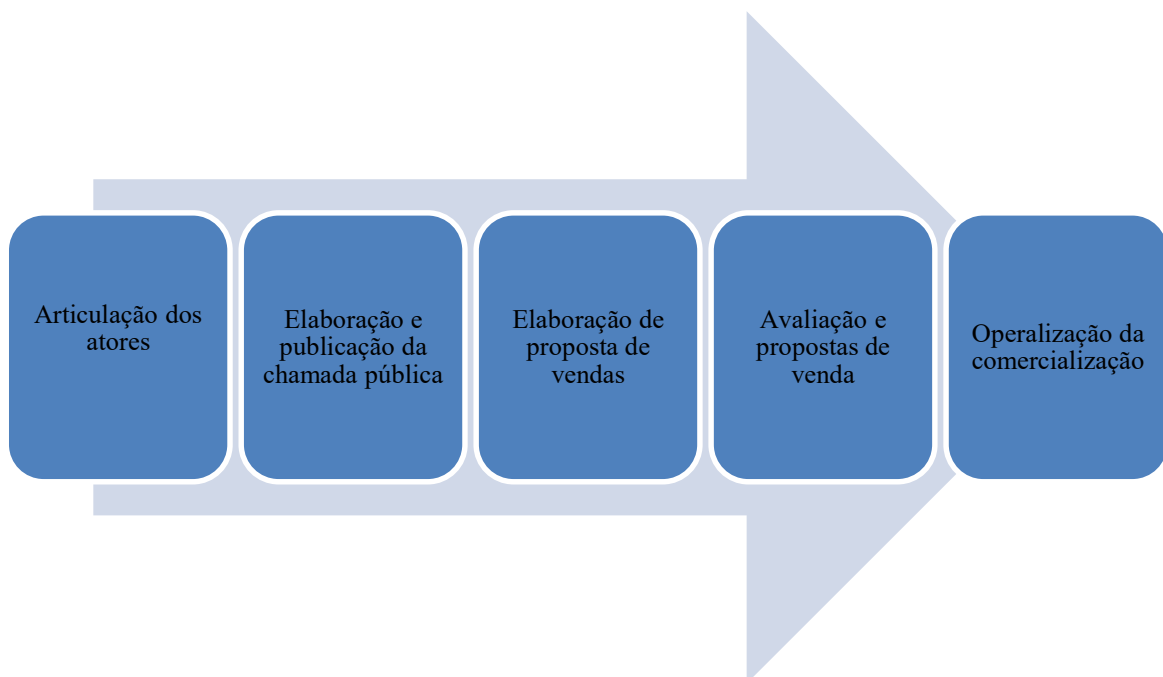 Articulação dos
atores
Elaboração e
publicação da
chamada pública
Elaboração de
proposta de
vendas
Avaliação e
propostas de
venda
Operalização da
comercialização